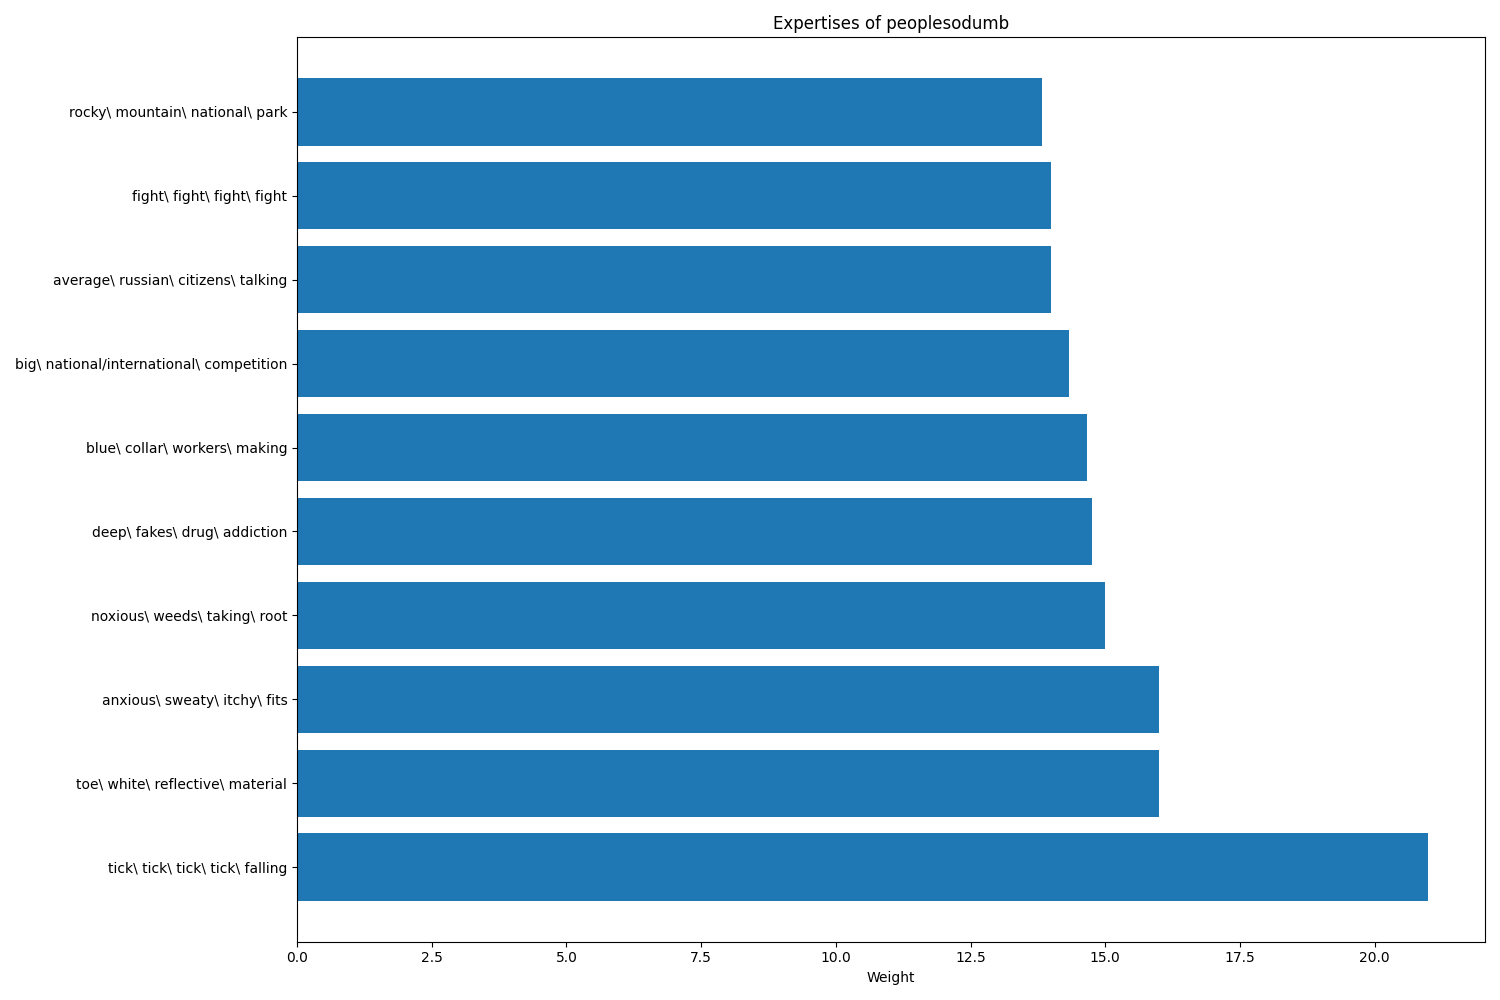 Expertises of peoplesodumb
rocky\ mountain\ national\ park
fight\ fight\ fight\ fight
average\ russian\ citizens\ talking
big\ national/international\ competition
blue\ collar\ workers\ making
deep\ fakes\ drug\ addiction
noxious\ weeds\ taking\ root
anxious\ sweaty\ itchy\ fits
toe\ white\ reflective\ material
tick\ tick\ tick\ tick\ falling
0.0 2.5 5.0 7.5 10.0 12.5 15.0 17.5 20.0
Weight